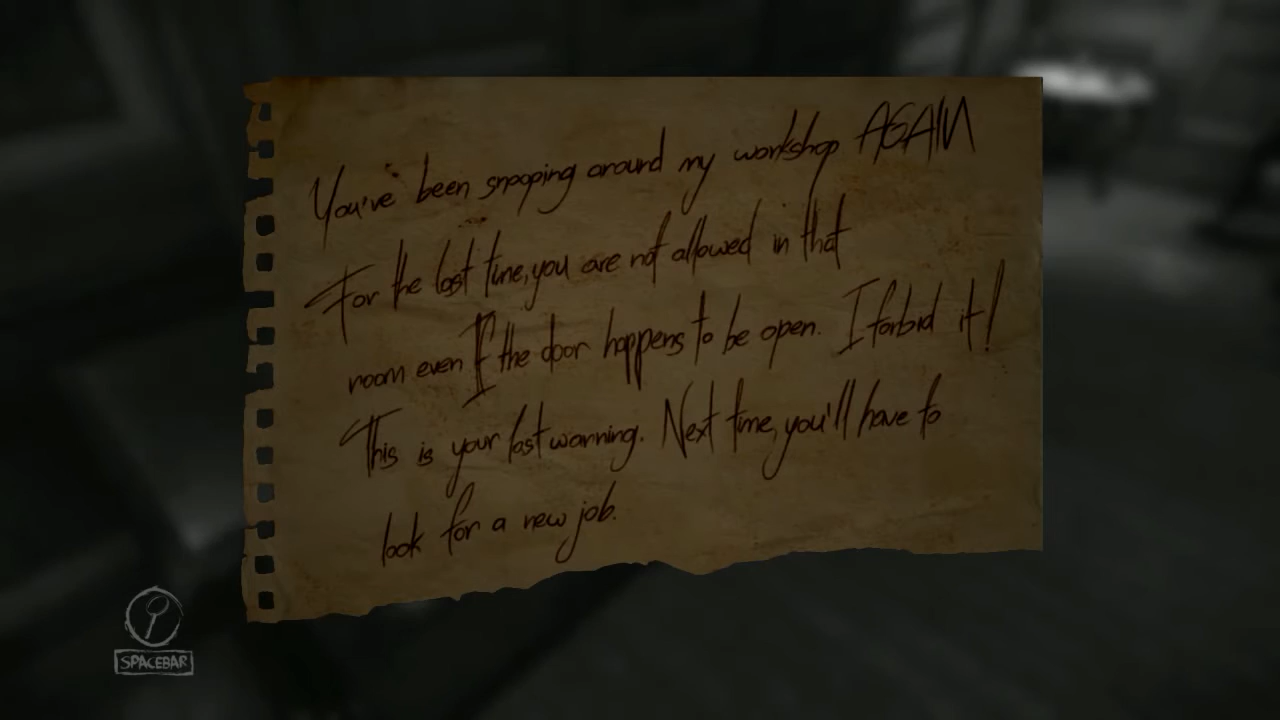 You've been snooping around my workshop AGAIN
For the last time, you are not allowed in that
room even If the door happens to be open. I forbid it!
This is your last warning. Next time, you'll have to
look for a new job.
SPACEBAR